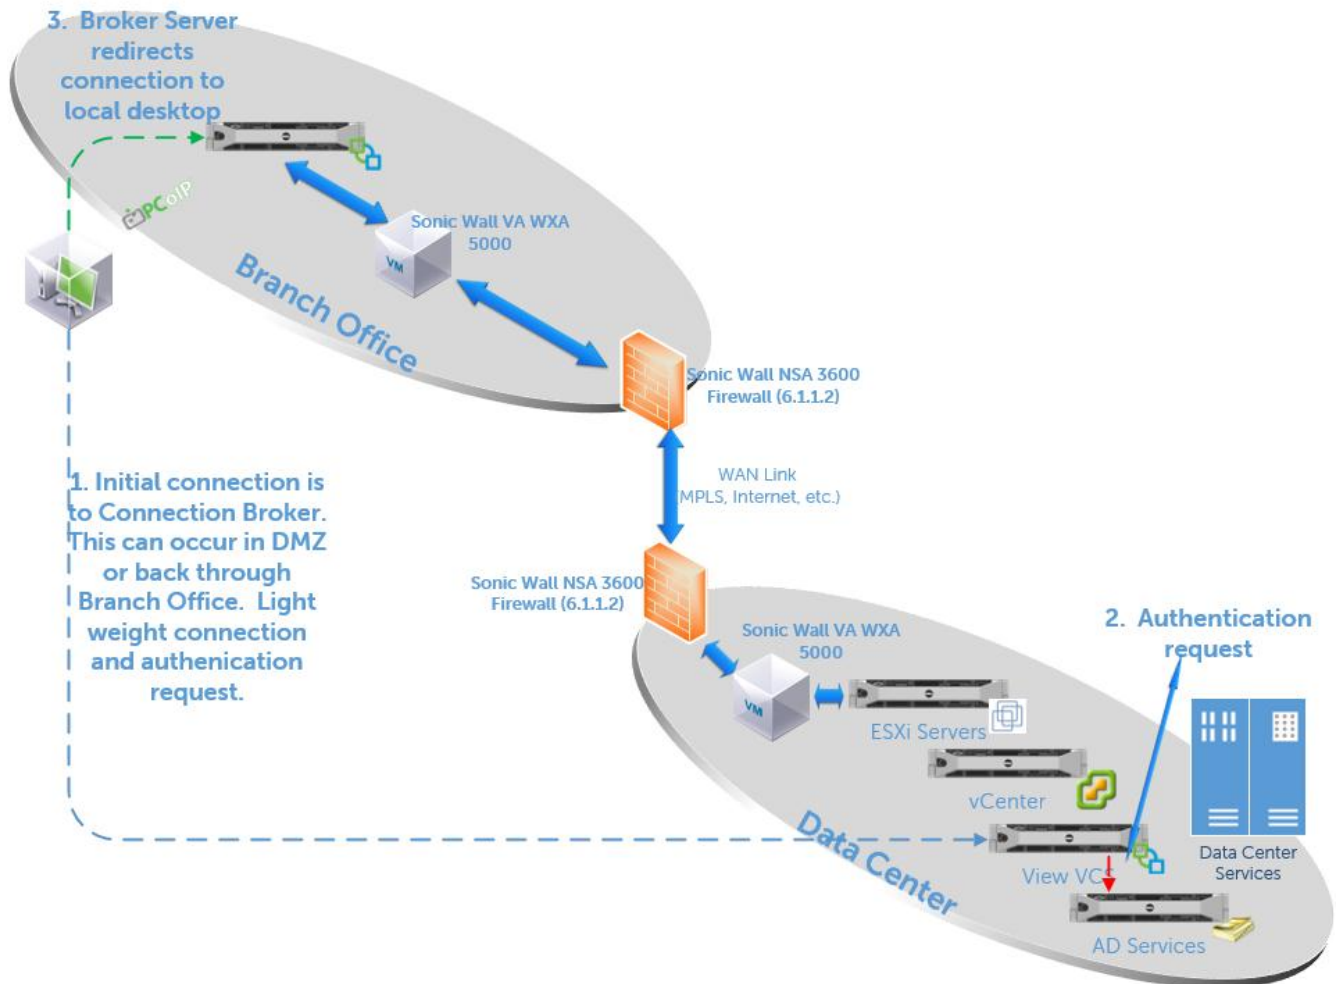 3.  Broker Server
redirects
connection to
local desktop
PCoIP
Sonic Wall VA WXA
5000
VM
Branch Office
Sonic Wall NSA 3600
Firewall (6.1.1.2)
WAN Link
(MPLS, Internet, etc.)
1. Initial connection is
to Connection Broker.
This can occur in DMZ
or back through
Branch Office.  Light
weight connection
and authenication
request.
Sonic Wall NSA 3600
Firewall (6.1.1.2)
Sonic Wall VA WXA
5000
VM
2.  Authentication
request
ESXi Servers
vCenter
Data Center
View VCS
AD Services
Data Center
Services